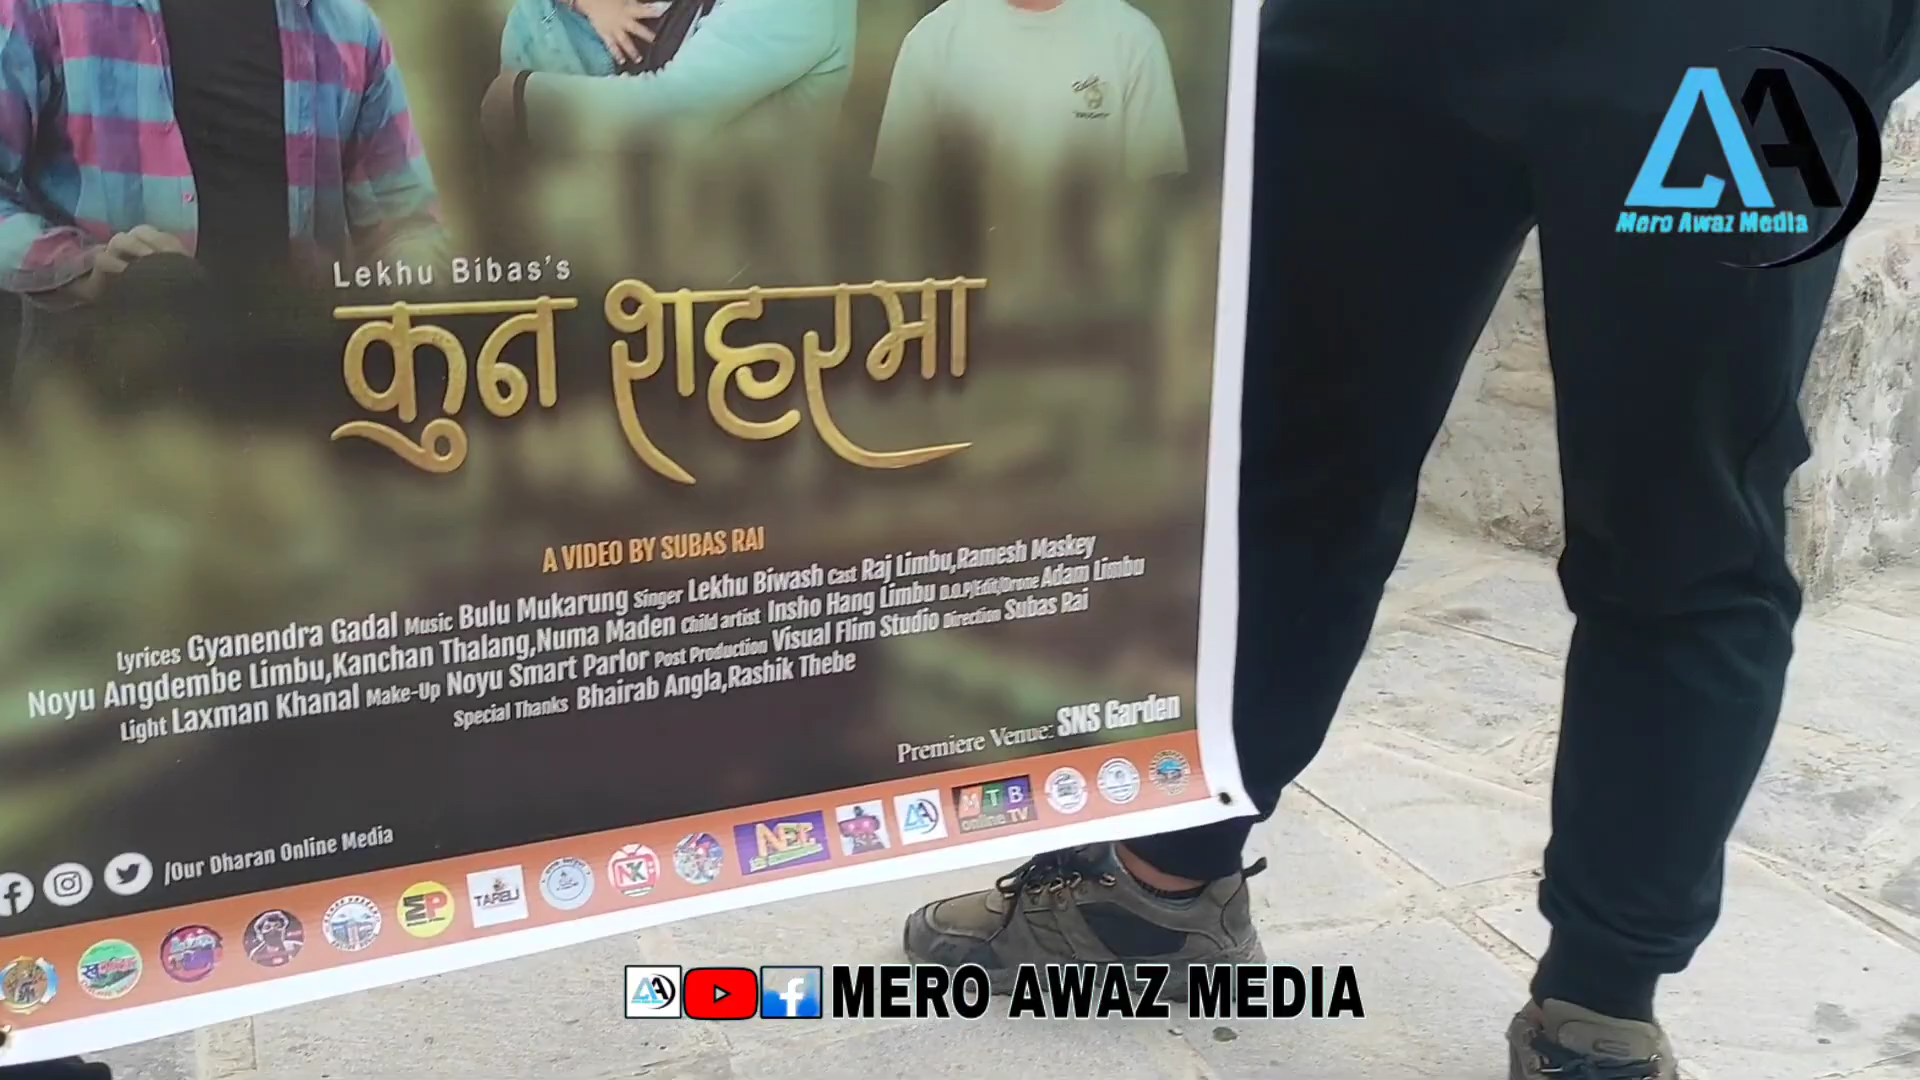 Mero Awaz Media
Lekhu Bibas's
कुन शहरमा
A VIDEO BY SUBAS RAI
Lyrices Gyanendra Gadal Music Bulu Mukarung Singer Lekhu Biwash Cast Raj Limbu,Ramesh Maskey
Noyu Angdembe Limbu,Kanchan Thalang,Numa Maden Child artist Insho Hang Limbu D.O.P/Edit/Drone Adam Limbu
Light Laxman Khanal Make-Up Noyu Smart Parlor Post Production Visual Flim Studio Direction Subas Rai
Special Thanks Bhairab Angla,Rashik Thebe
Premiere Venue: SNS Garden
/Our Dharan Online Media
MP
NK
NET
MTB
online TV
MERO AWAZ MEDIA